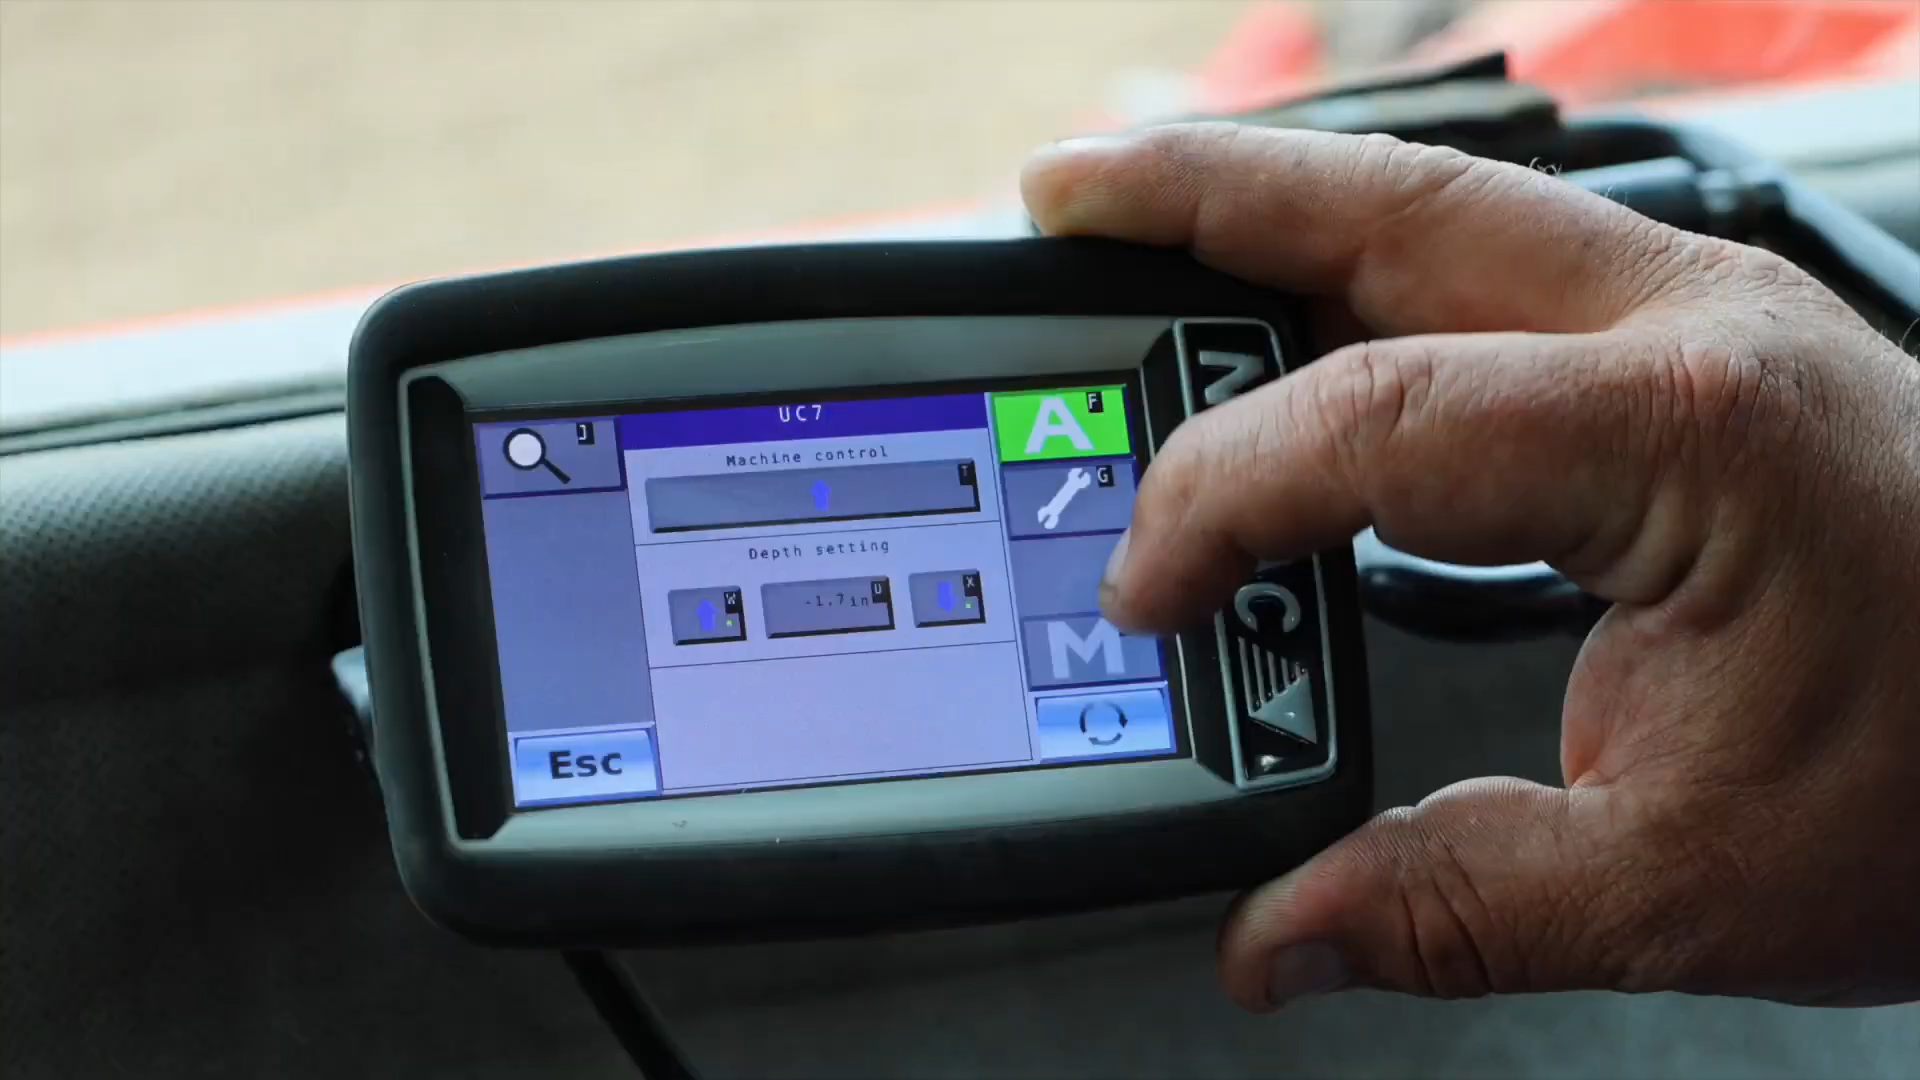 UC7
J
F
A
Machine control
T
G
Depth setting
W
-1.7in
U
X
M
Esc
C